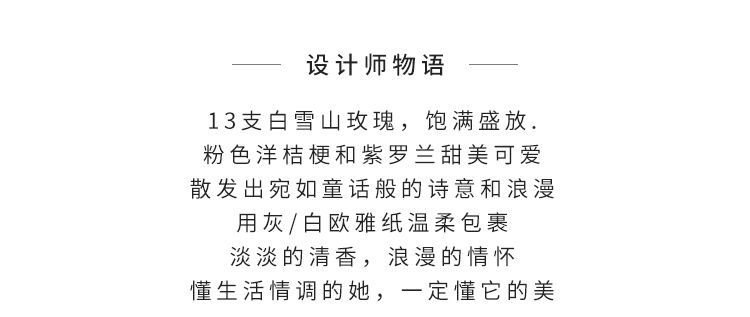 设计师物语
13支白雪山玫瑰，饱满盛放.
粉色洋桔梗和紫罗兰甜美可爱
散发出宛如童话般的诗意和浪漫
用灰/白欧雅纸温柔包裹
淡淡的清香，浪漫的情怀
懂生活情调的她，一定懂它的美